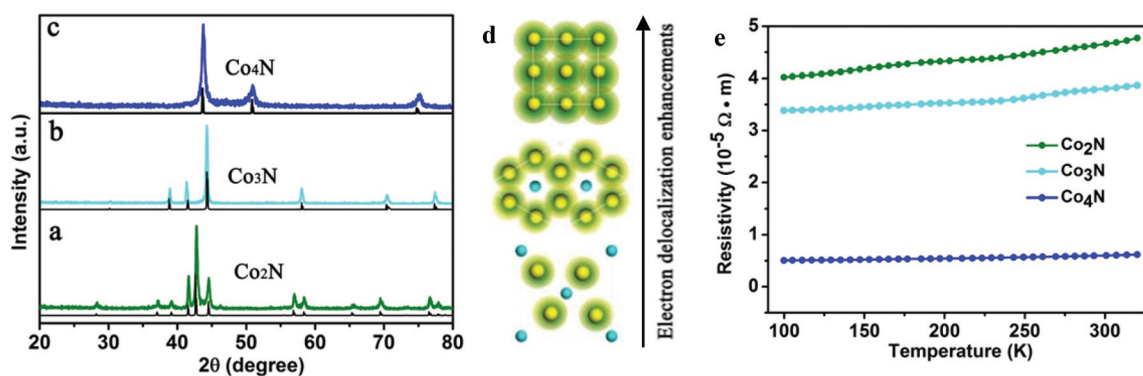 c
Co4N
b
Co3N
a
Co2N
Intensity (a.u.)
20 30 40 50 60 70 80
2θ (degree)
d
Electron delocalization enhancements
e
5
4
3
2
1
0
Resistivity (10⁻⁵ Ω • m)
Co₂N
Co₃N
Co₄N
100 150 200 250 300
Temperature (K)